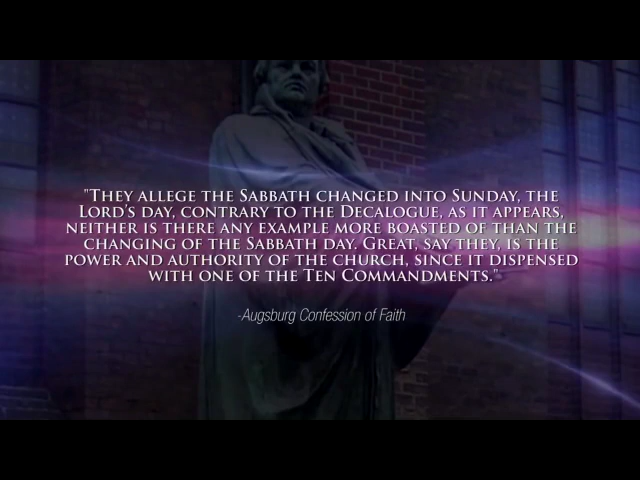 "They allege the Sabbath changed into Sunday, the
Lord's day, contrary to the Decalogue, as it appears,
neither is there any example more boasted of than the
changing of the Sabbath day. Great, say they, is the
power and authority of the church, since it dispensed
with one of the Ten Commandments."
-Augsburg Confession of Faith